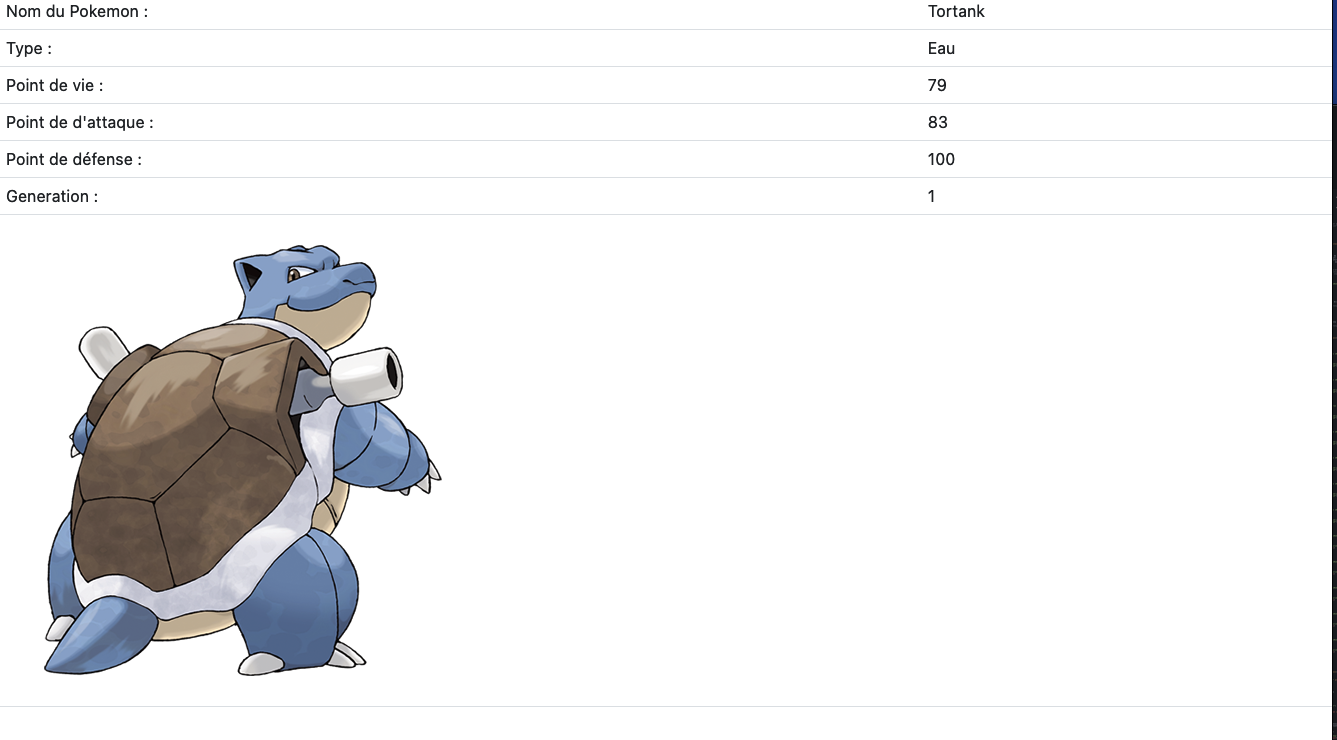 Nom du Pokemon : Tortank
Type : Eau
Point de vie : 79
Point de d'attaque : 83
Point de défense : 100
Generation : 1